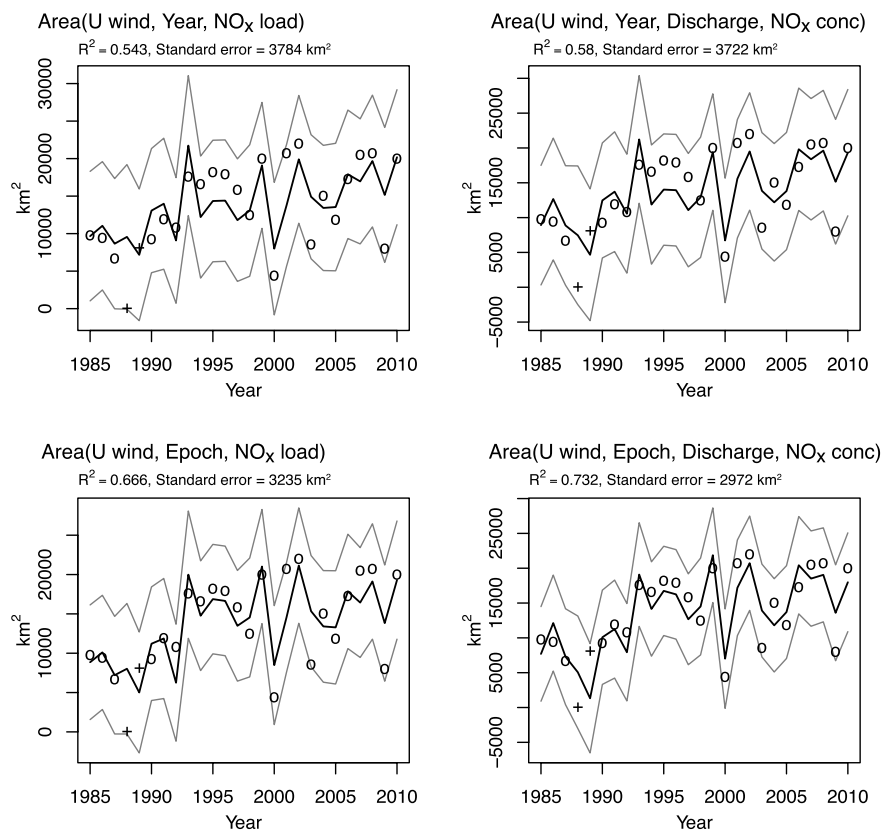 Area(U wind, Year, NOx load)
R² = 0.543, Standard error = 3784 km²
30000
20000
10000
0
km²
1985 1990 1995 2000 2005 2010
Year
Area(U wind, Year, Discharge, NOx conc)
R² = 0.58, Standard error = 3722 km²
25000
15000
5000
−5000
km²
1985 1990 1995 2000 2005 2010
Year
Area(U wind, Epoch, NOx load)
R² = 0.666, Standard error = 3235 km²
20000
10000
0
km²
1985 1990 1995 2000 2005 2010
Year
Area(U wind, Epoch, Discharge, NOx conc)
R² = 0.732, Standard error = 2972 km²
25000
15000
5000
−5000
km²
1985 1990 1995 2000 2005 2010
Year